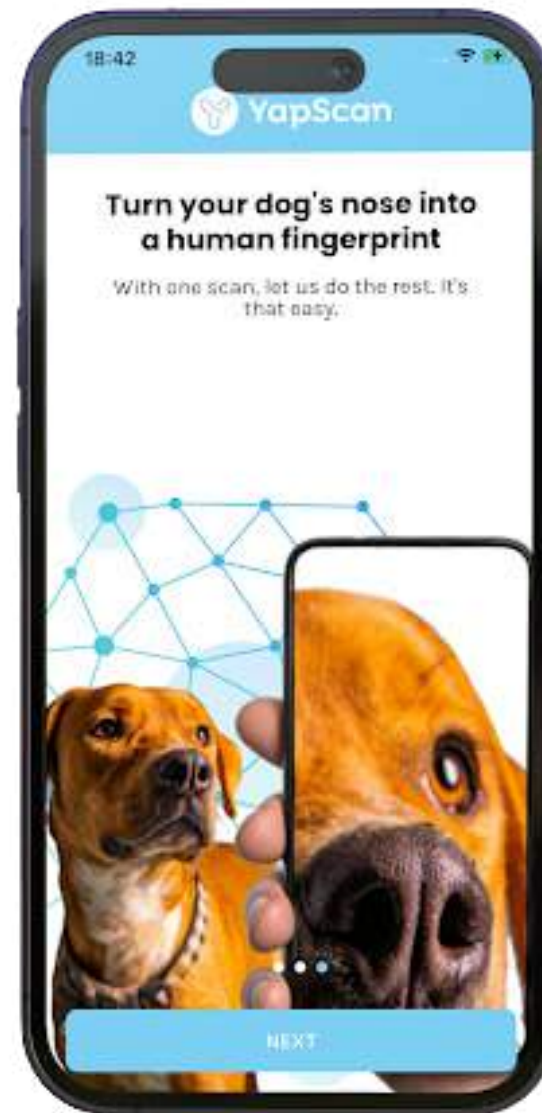 18:42
YapScan
Turn your dog's nose into
a human fingerprint
With one scan, let us do the rest. It's
that easy.
NEXT